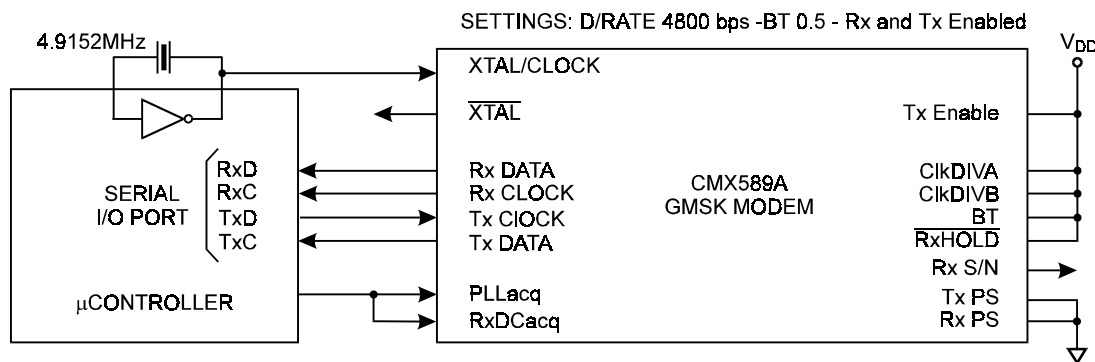 SETTINGS: D/RATE 4800 bps -BT 0.5 - Rx and Tx Enabled
4.9152MHz
VDD
XTAL/CLOCK
XTAL
Tx Enable
RxD
RxC
TxD
TxC
SERIAL
I/O PORT
µCONTROLLER
Rx DATA
Rx CLOCK
Tx ClOCK
Tx DATA
PLLacq
RxDCacq
CMX589A
GMSK MODEM
ClkDIVA
ClkDIVB
BT
RxHOLD
Rx S/N
Tx PS
Rx PS